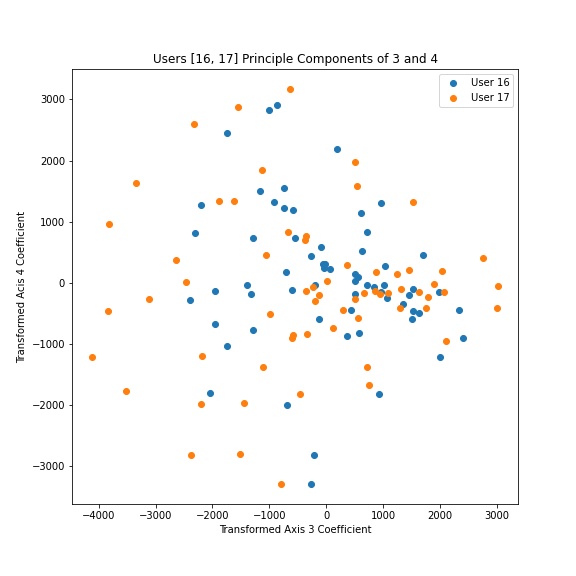 Users [16, 17] Principle Components of 3 and 4
User 16
User 17
Transformed Acis 4 Coefficient
3000
2000
1000
0
−1000
−2000
−3000
−4000 −3000 −2000 −1000 0 1000 2000 3000
Transformed Axis 3 Coefficient